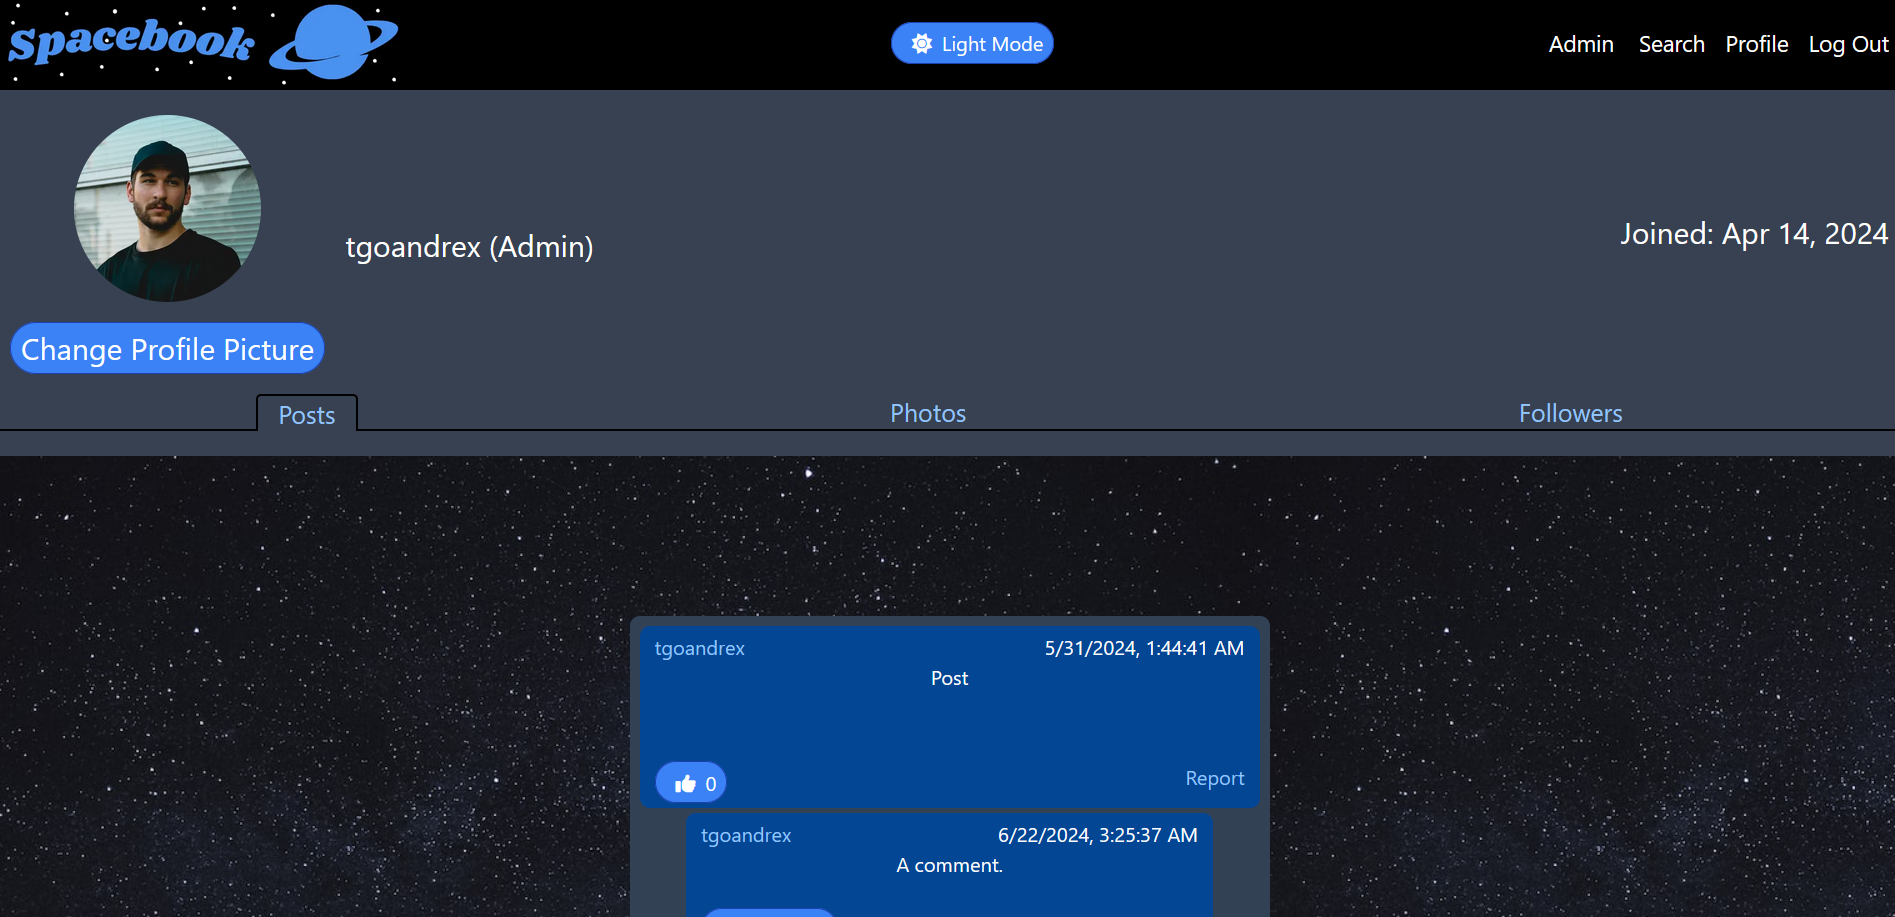 Spacebook
Light Mode
Admin Search Profile Log Out
tgoandrex (Admin)
Joined: Apr 14, 2024
Change Profile Picture
Posts
Photos
Followers
tgoandrex
5/31/2024, 1:44:41 AM
Post
0
Report
tgoandrex
6/22/2024, 3:25:37 AM
A comment.